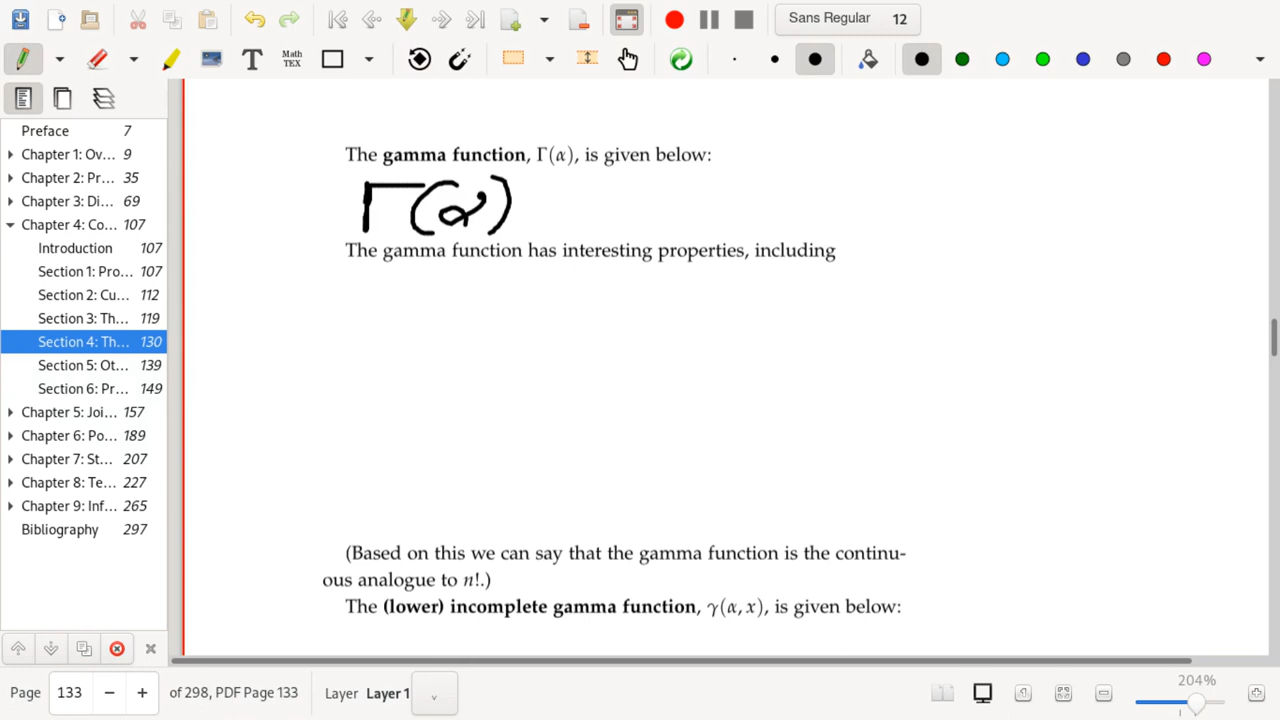 Sans Regular 12
T Math TEX
Preface 7
Chapter 1: Ov... 9
Chapter 2: Pr... 35
Chapter 3: Di... 69
Chapter 4: Co... 107
Introduction 107
Section 1: Pro... 107
Section 2: Cu... 112
Section 3: Th... 119
Section 4: Th... 130
Section 5: Ot... 139
Section 6: Pr... 149
Chapter 5: Joi... 157
Chapter 6: Po... 189
Chapter 7: St... 207
Chapter 8: Te... 227
Chapter 9: Inf... 265
Bibliography 297
The gamma function, Γ(α), is given below:
Γ(α)
The gamma function has interesting properties, including
(Based on this we can say that the gamma function is the continu-
ous analogue to n!.)
The (lower) incomplete gamma function, γ(α, x), is given below:
Page 133 of 298, PDF Page 133 Layer Layer 1 204%